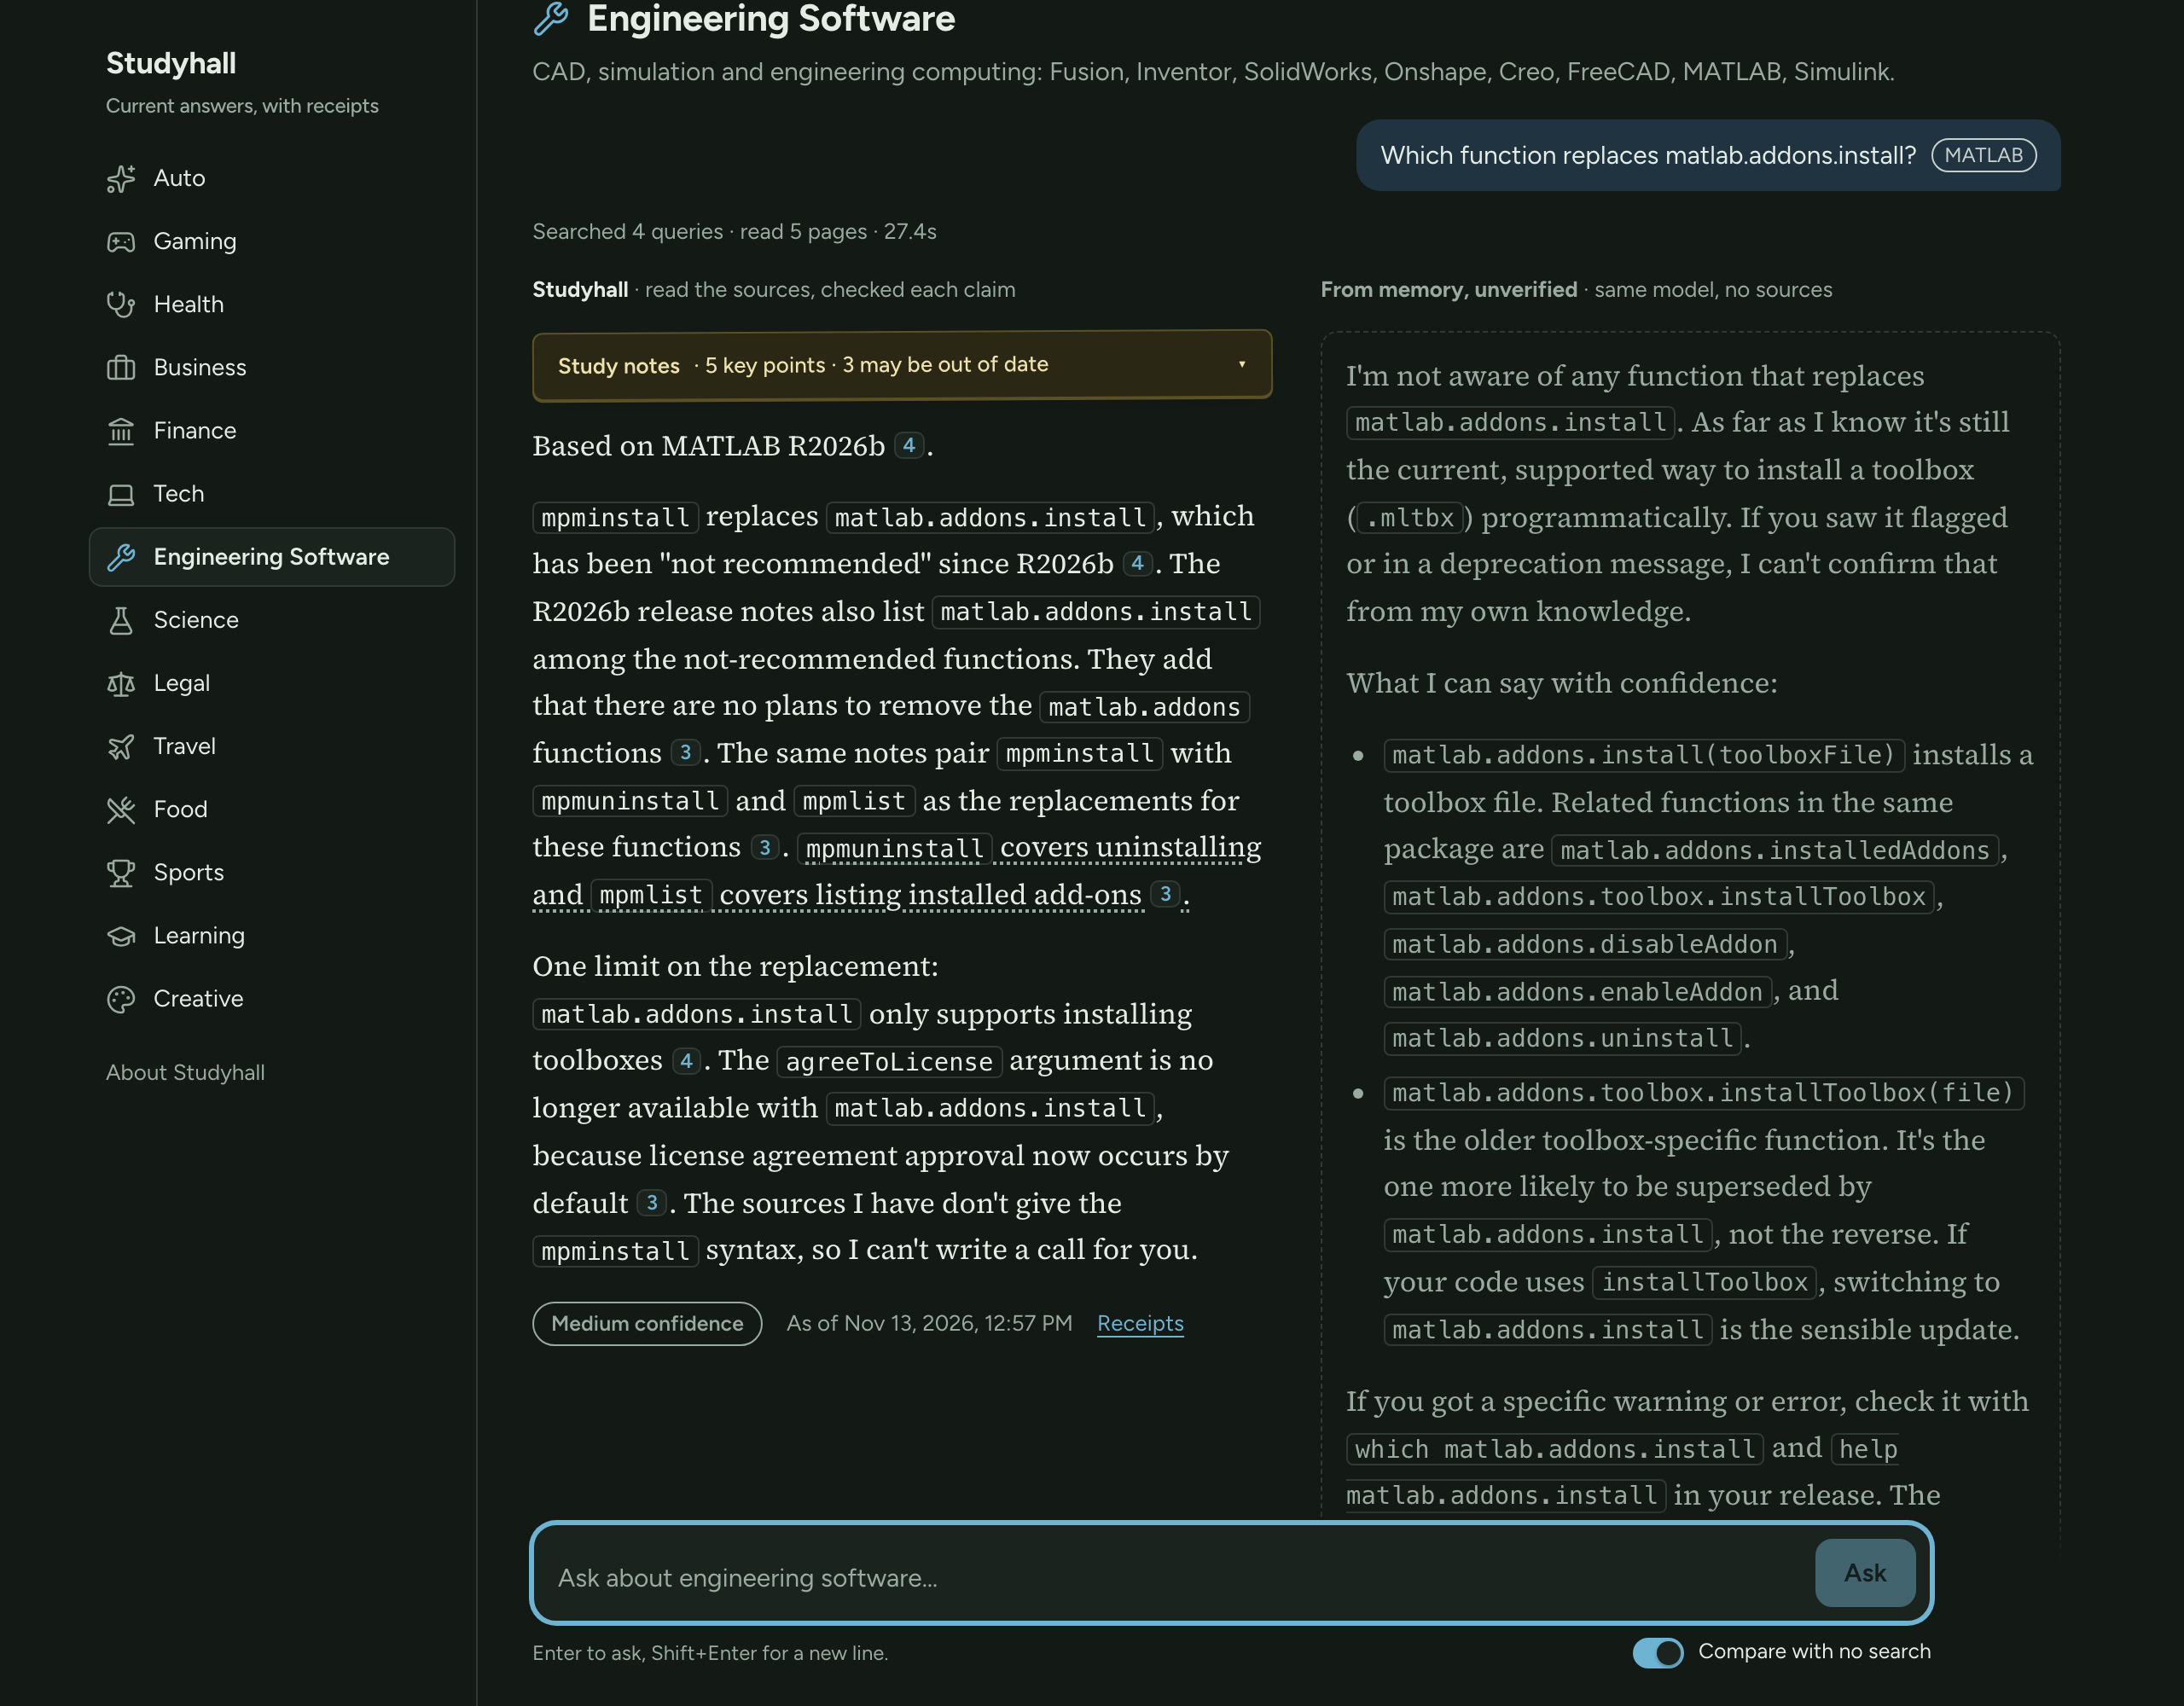 Studyhall
Current answers, with receipts
Auto
Gaming
Health
Business
Finance
Tech
Engineering Software
Science
Legal
Travel
Food
Sports
Learning
Creative
About Studyhall
Engineering Software
CAD, simulation and engineering computing: Fusion, Inventor, SolidWorks, Onshape, Creo, FreeCAD, MATLAB, Simulink.
Which function replaces matlab.addons.install? MATLAB
Searched 4 queries · read 5 pages · 27.4s
Studyhall · read the sources, checked each claim
Study notes · 5 key points · 3 may be out of date
Based on MATLAB R2026b 4.
mpminstall replaces matlab.addons.install, which
has been "not recommended" since R2026b 4. The
R2026b release notes also list matlab.addons.install
among the not-recommended functions. They add
that there are no plans to remove the matlab.addons
functions 3. The same notes pair mpminstall with
mpmuninstall and mpmlist as the replacements for
these functions 3. mpmuninstall covers uninstalling
and mpmlist covers listing installed add-ons 3.
One limit on the replacement:
matlab.addons.install only supports installing
toolboxes 4. The agreeToLicense argument is no
longer available with matlab.addons.install,
because license agreement approval now occurs by
default 3. The sources I have don't give the
mpminstall syntax, so I can't write a call for you.
Medium confidence As of Nov 13, 2026, 12:57 PM Receipts
From memory, unverified · same model, no sources
I'm not aware of any function that replaces
matlab.addons.install. As far as I know it's still
the current, supported way to install a toolbox
(.mltbx) programmatically. If you saw it flagged
or in a deprecation message, I can't confirm that
from my own knowledge.
What I can say with confidence:
• matlab.addons.install(toolboxFile) installs a
toolbox file. Related functions in the same
package are matlab.addons.installedAddons,
matlab.addons.toolbox.installToolbox,
matlab.addons.disableAddon,
matlab.addons.enableAddon, and
matlab.addons.uninstall.
• matlab.addons.toolbox.installToolbox(file)
is the older toolbox-specific function. It's the
one more likely to be superseded by
matlab.addons.install, not the reverse. If
your code uses installToolbox, switching to
matlab.addons.install is the sensible update.
If you got a specific warning or error, check it with
which matlab.addons.install and help
matlab.addons.install in your release. The
Ask about engineering software...
Ask
Enter to ask, Shift+Enter for a new line.
Compare with no search